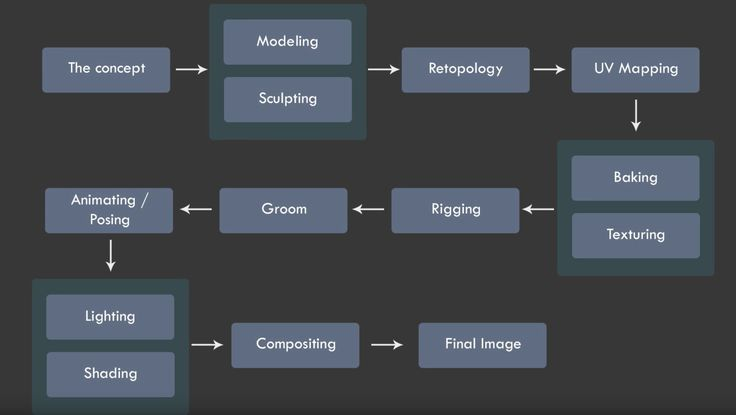 The concept
Modeling
Sculpting
Retopology
UV Mapping
Baking
Texturing
Rigging
Groom
Animating /
Posing
Lighting
Shading
Compositing
Final Image